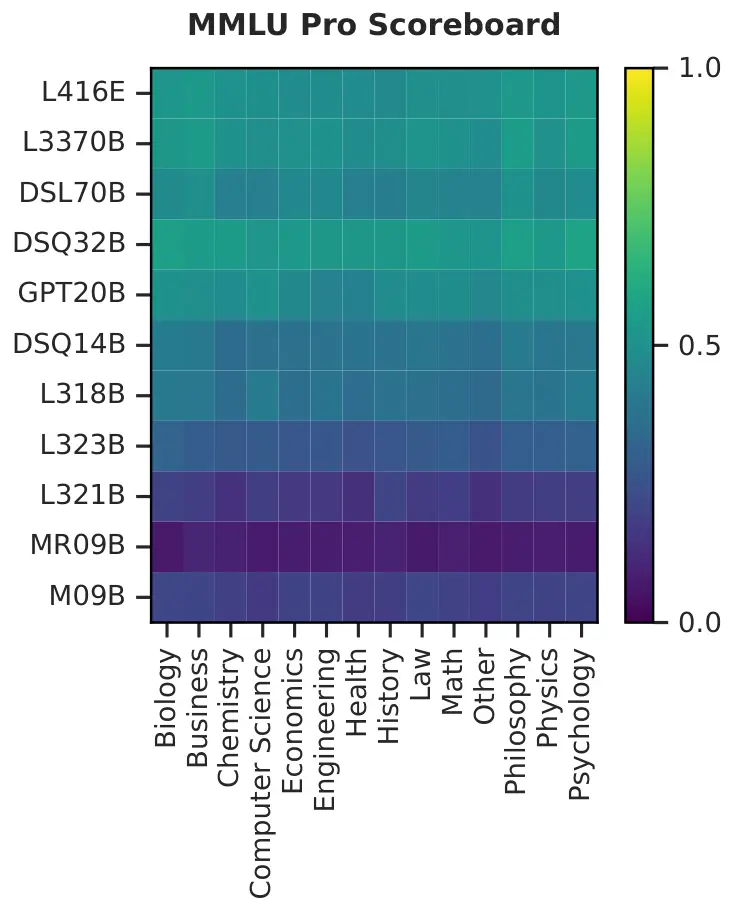 MMLU Pro Scoreboard
L416E
L3370B
DSL70B
DSQ32B
GPT20B
DSQ14B
L318B
L323B
L321B
MR09B
M09B
1.0
0.5
0.0
Biology
Business
Chemistry
Computer Science
Economics
Engineering
Health
History
Law
Math
Other
Philosophy
Physics
Psychology